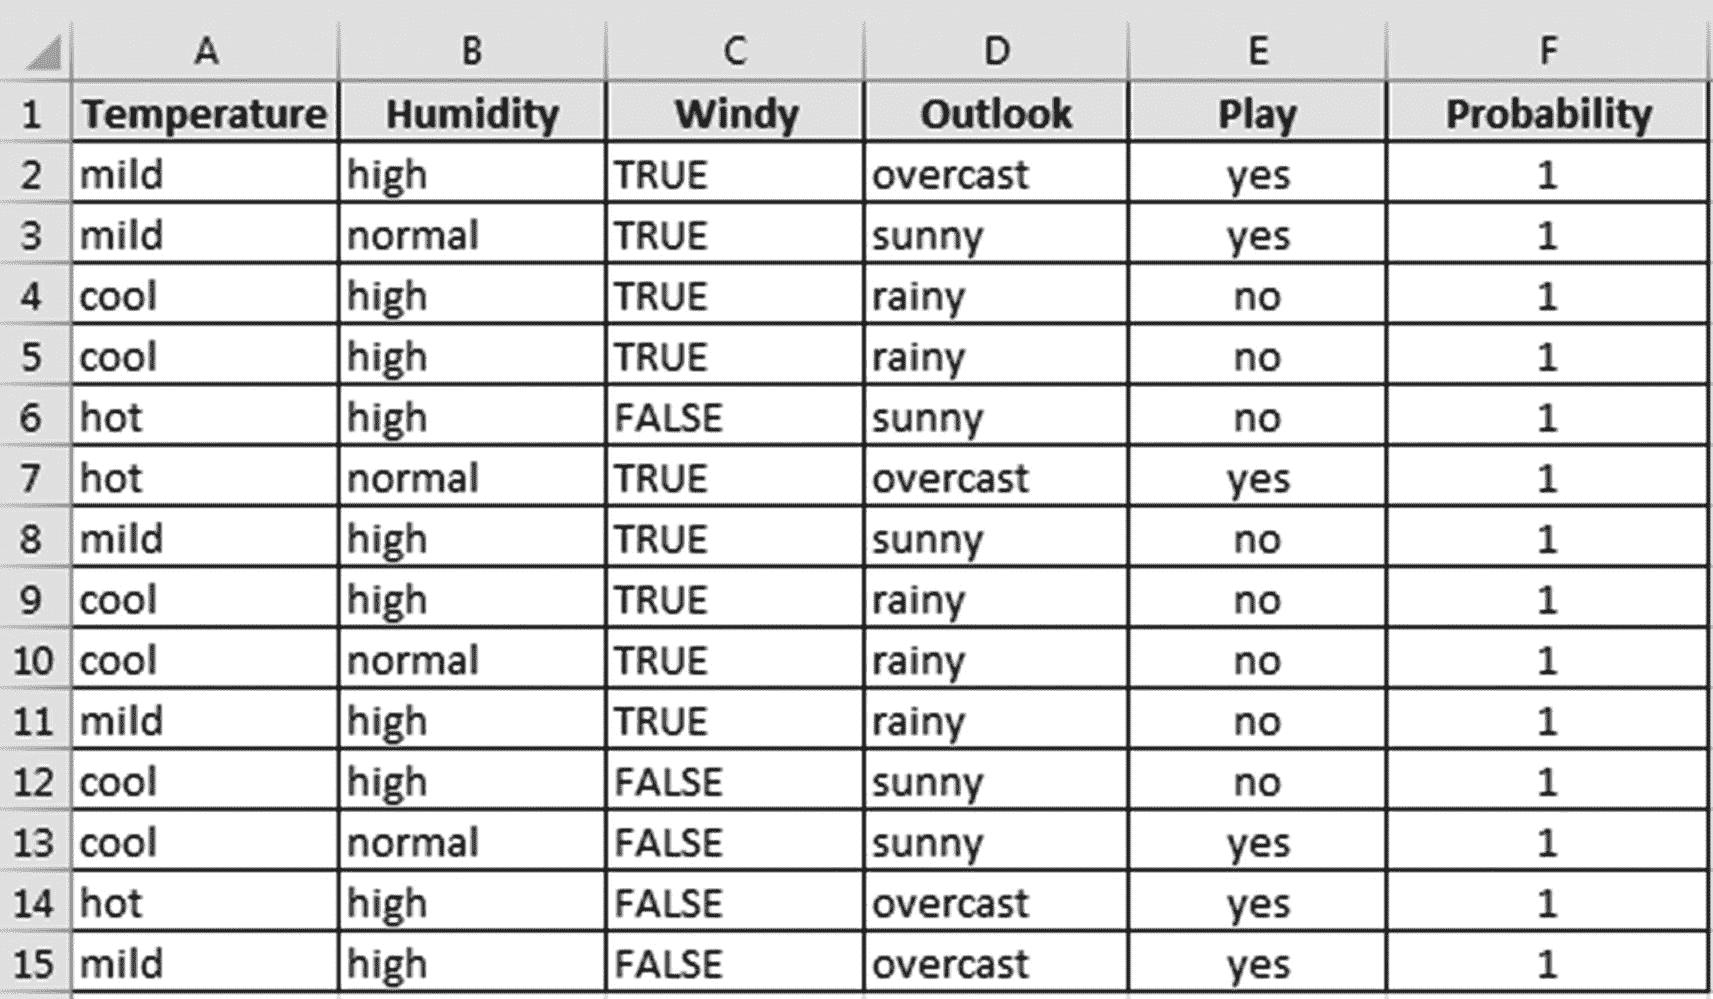 A B C D E F
1 Temperature Humidity Windy Outlook Play Probability
2 mild high TRUE overcast yes 1
3 mild normal TRUE sunny yes 1
4 cool high TRUE rainy no 1
5 cool high TRUE rainy no 1
6 hot high FALSE sunny no 1
7 hot normal TRUE overcast yes 1
8 mild high TRUE sunny no 1
9 cool high TRUE rainy no 1
10 cool normal TRUE rainy no 1
11 mild high TRUE rainy no 1
12 cool high FALSE sunny no 1
13 cool normal FALSE sunny yes 1
14 hot high FALSE overcast yes 1
15 mild high FALSE overcast yes 1